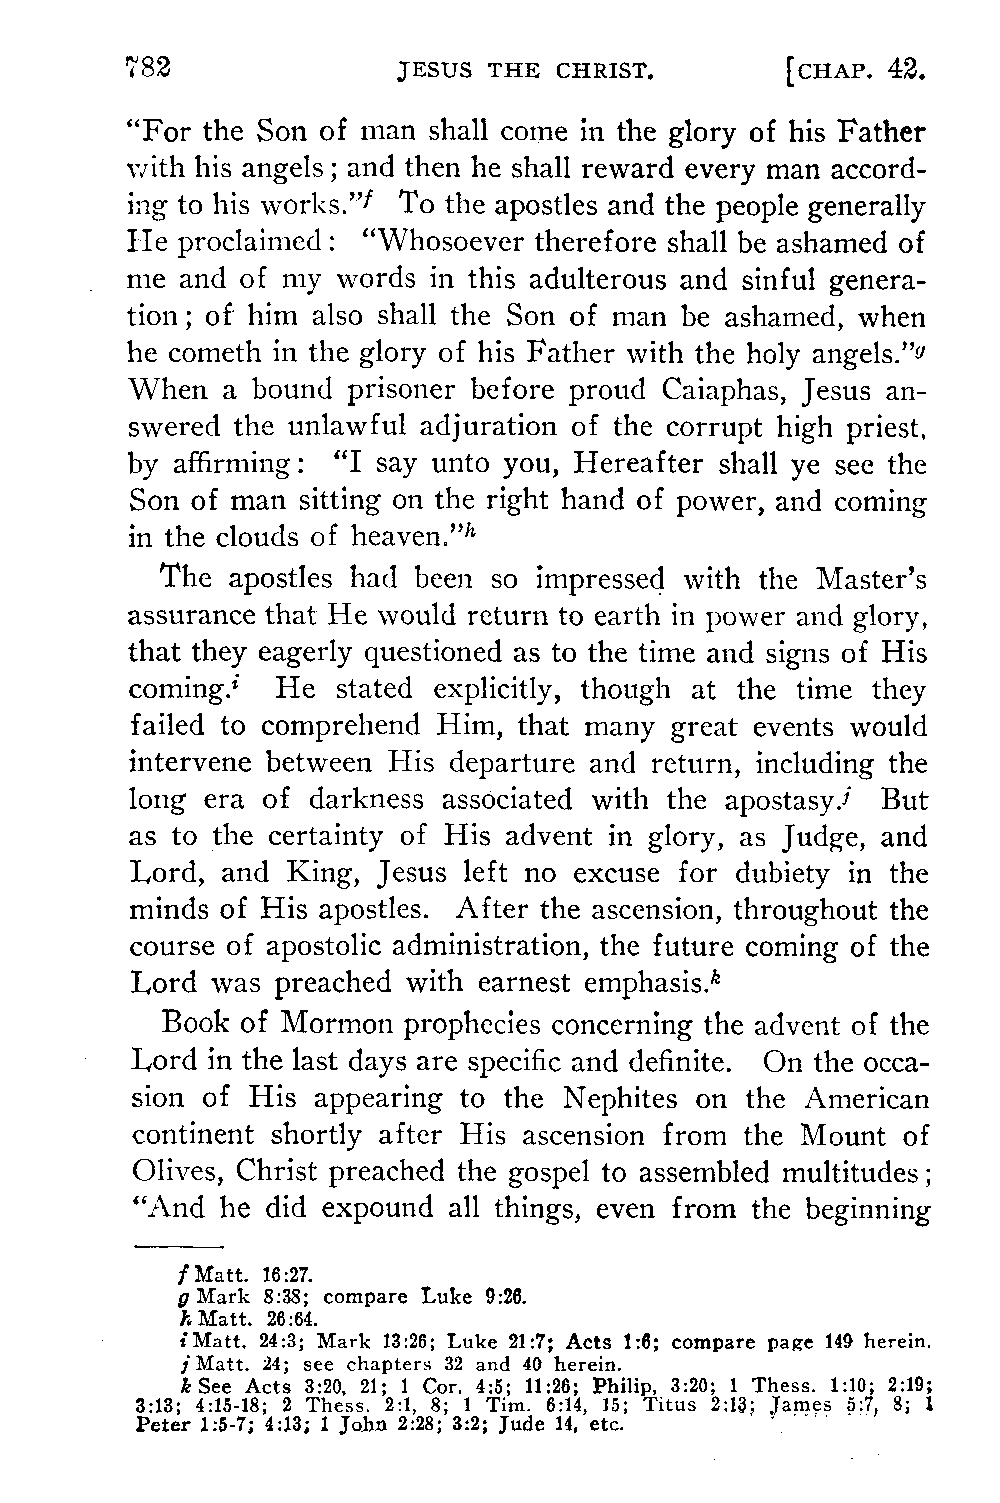 782 JESUS THE CHRIST. [CHAP. 42.
“For the Son of man shall come in the glory of his Father
with his angels; and then he shall reward every man accord-
ing to his works.”f To the apostles and the people generally
He proclaimed: “Whosoever therefore shall be ashamed of
me and of my words in this adulterous and sinful genera-
tion; of him also shall the Son of man be ashamed, when
he cometh in the glory of his Father with the holy angels.”g
When a bound prisoner before proud Caiaphas, Jesus an-
swered the unlawful adjuration of the corrupt high priest,
by affirming: “I say unto you, Hereafter shall ye see the
Son of man sitting on the right hand of power, and coming
in the clouds of heaven.”h
The apostles had been so impressed with the Master’s
assurance that He would return to earth in power and glory,
that they eagerly questioned as to the time and signs of His
coming.i He stated explicitly, though at the time they
failed to comprehend Him, that many great events would
intervene between His departure and return, including the
long era of darkness associated with the apostasy.j But
as to the certainty of His advent in glory, as Judge, and
Lord, and King, Jesus left no excuse for dubiety in the
minds of His apostles. After the ascension, throughout the
course of apostolic administration, the future coming of the
Lord was preached with earnest emphasis.k
Book of Mormon prophecies concerning the advent of the
Lord in the last days are specific and definite. On the occa-
sion of His appearing to the Nephites on the American
continent shortly after His ascension from the Mount of
Olives, Christ preached the gospel to assembled multitudes;
“And he did expound all things, even from the beginning
f Matt. 16:27.
g Mark 8:38; compare Luke 9:26.
h Matt. 26:64.
i Matt. 24:3; Mark 13:26; Luke 21:7; Acts 1:6; compare page 149 herein.
j Matt. 24; see chapters 32 and 40 herein.
k See Acts 3:20, 21; 1 Cor. 4:5; 11:26; Philip. 3:20; 1 Thess. 1:10; 2:19;
3:13; 4:15-18; 2 Thess. 2:1, 8; 1 Tim. 6:14, 15; Titus 2:13; James 5:7, 8; 1
Peter 1:5-7; 4:13; 1 John 2:28; 3:2; Jude 14, etc.